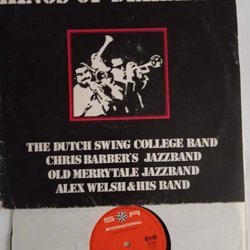 THE DUTCH SWING COLLEGE BAND
CHRIS BARBER'S JAZZBAND
OLD MERRYTALE JAZZBAND
ALEX WELSH & HIS BAND
S R
INTERNATIONAL